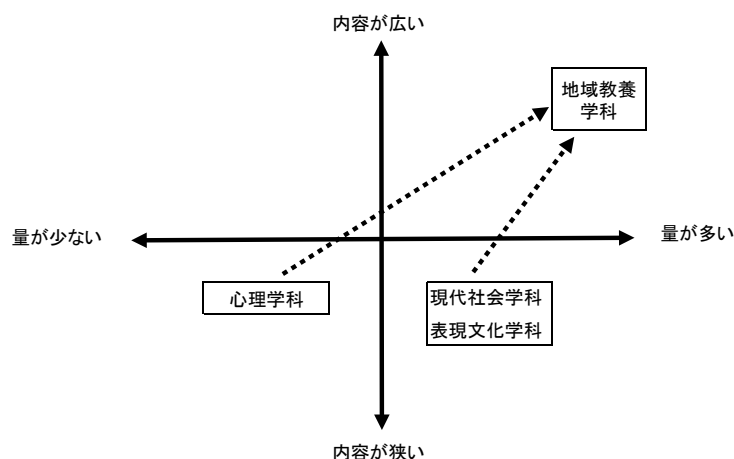 内容が広い
地域教養
学科
量が少ない
量が多い
心理学科
現代社会学科
表現文化学科
内容が狭い